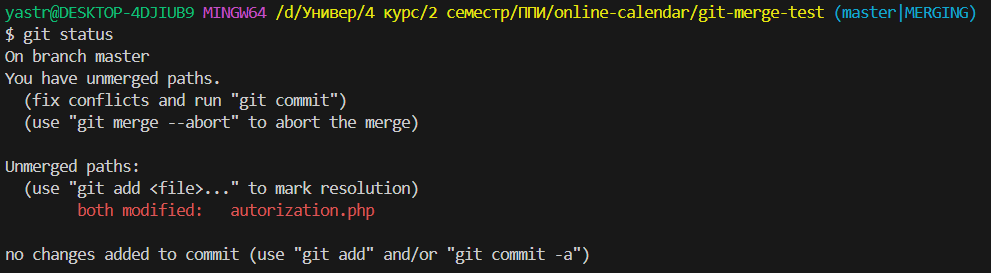 yastr@DESKTOP-4DJIUB9 MINGW64 /d/Универ/4 курс/2 семестр/ППИ/online-calendar/git-merge-test (master|MERGING)
$ git status
On branch master
You have unmerged paths.
  (fix conflicts and run "git commit")
  (use "git merge --abort" to abort the merge)

Unmerged paths:
  (use "git add <file>..." to mark resolution)
        both modified:   autorization.php

no changes added to commit (use "git add" and/or "git commit -a")